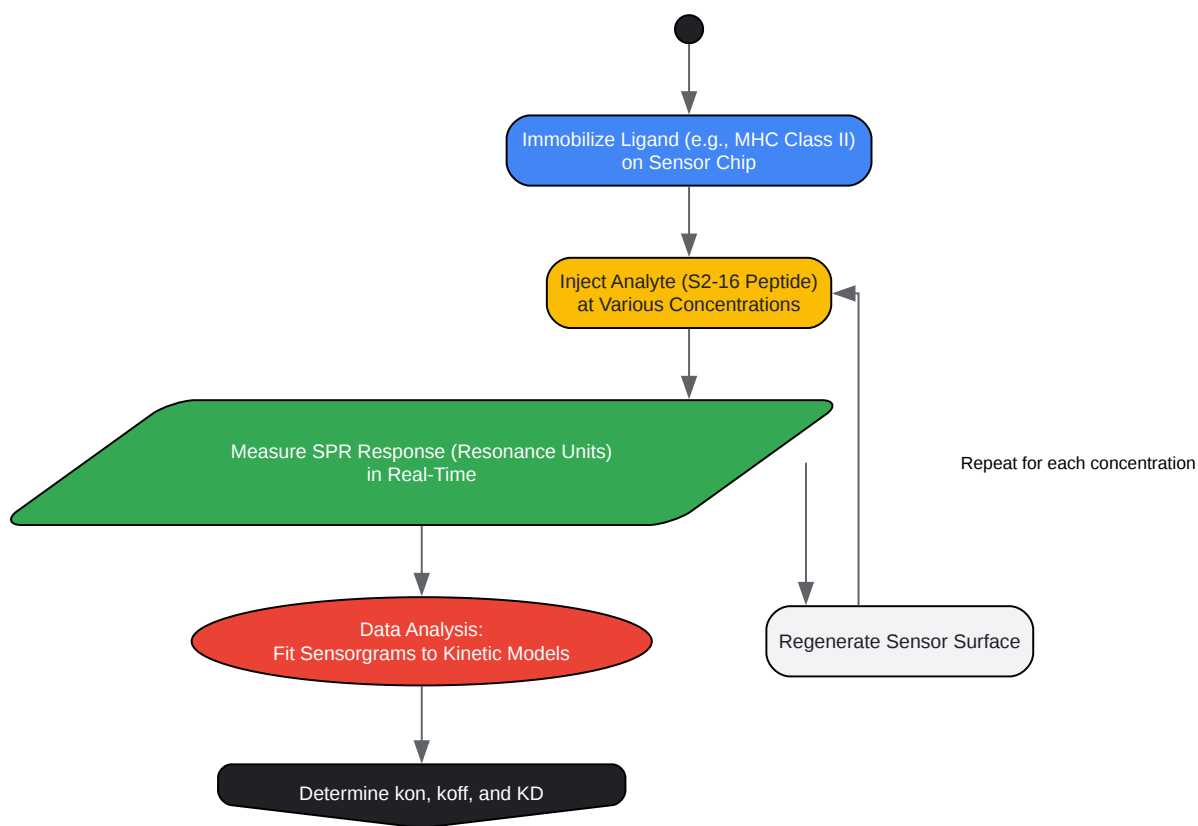 Immobilize Ligand (e.g., MHC Class II)
on Sensor Chip
Inject Analyte (S2-16 Peptide)
at Various Concentrations
Measure SPR Response (Resonance Units)
in Real-Time
Repeat for each concentration
Data Analysis:
Fit Sensorgrams to Kinetic Models
Regenerate Sensor Surface
Determine kon, koff, and KD